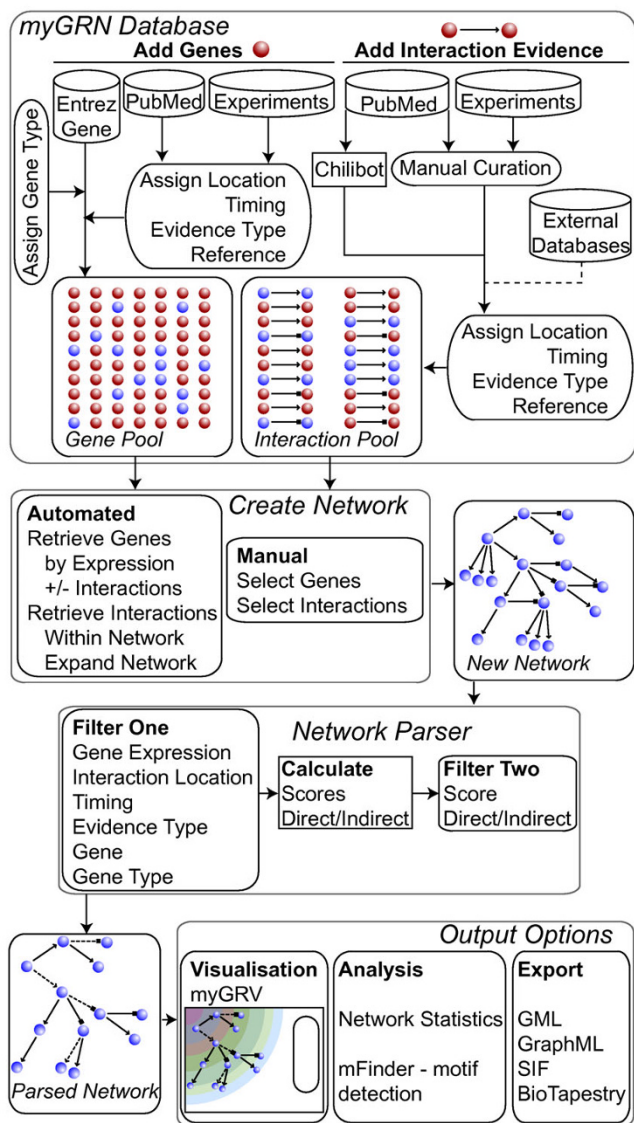 myGRN Database
Add Genes
Add Interaction Evidence
Entrez
Gene
PubMed
Experiments
PubMed
Experiments
Assign Gene Type
Assign Location
Timing
Evidence Type
Reference
Chilibot
Manual Curation
External
Databases
Assign Location
Timing
Evidence Type
Reference
Gene Pool
Interaction Pool
Create Network
Automated
Retrieve Genes
by Expression
+/- Interactions
Retrieve Interactions
Within Network
Expand Network
Manual
Select Genes
Select Interactions
New Network
Network Parser
Filter One
Gene Expression
Interaction Location
Timing
Evidence Type
Gene
Gene Type
Calculate
Scores
Direct/Indirect
Filter Two
Score
Direct/Indirect
Parsed Network
Output Options
Visualisation
myGRV
Analysis
Network Statistics
mFinder - motif
detection
Export
GML
GraphML
SIF
BioTapestry